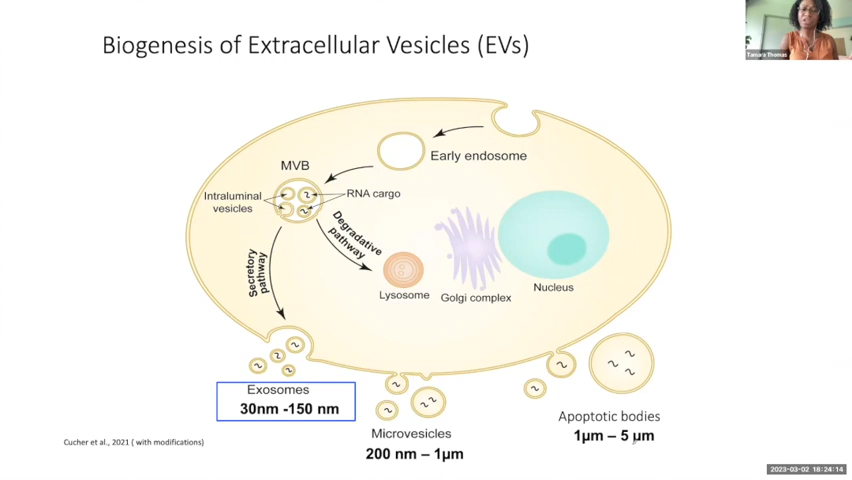 Biogenesis of Extracellular Vesicles (EVs)
Tamara Thomas
Early endosome
MVB
Intraluminal
vesicles
RNA cargo
Degradative
pathway
Secretory
pathway
Lysosome
Golgi complex
Nucleus
Exosomes
30nm -150 nm
Microvesicles
200 nm – 1µm
Apoptotic bodies
1µm – 5 µm
Cucher et al., 2021 ( with modifications)
2023-03-02 18:24:14